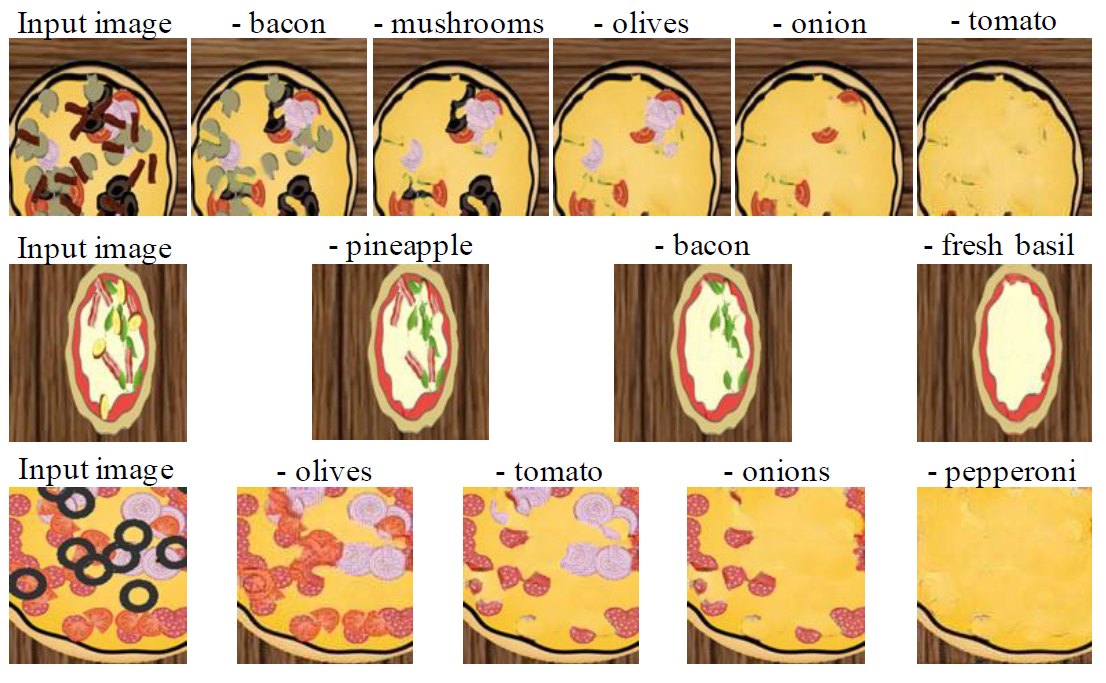 Input image - bacon - mushrooms - olives - onion - tomato
Input image - pineapple - bacon - fresh basil
Input image - olives - tomato - onions - pepperoni